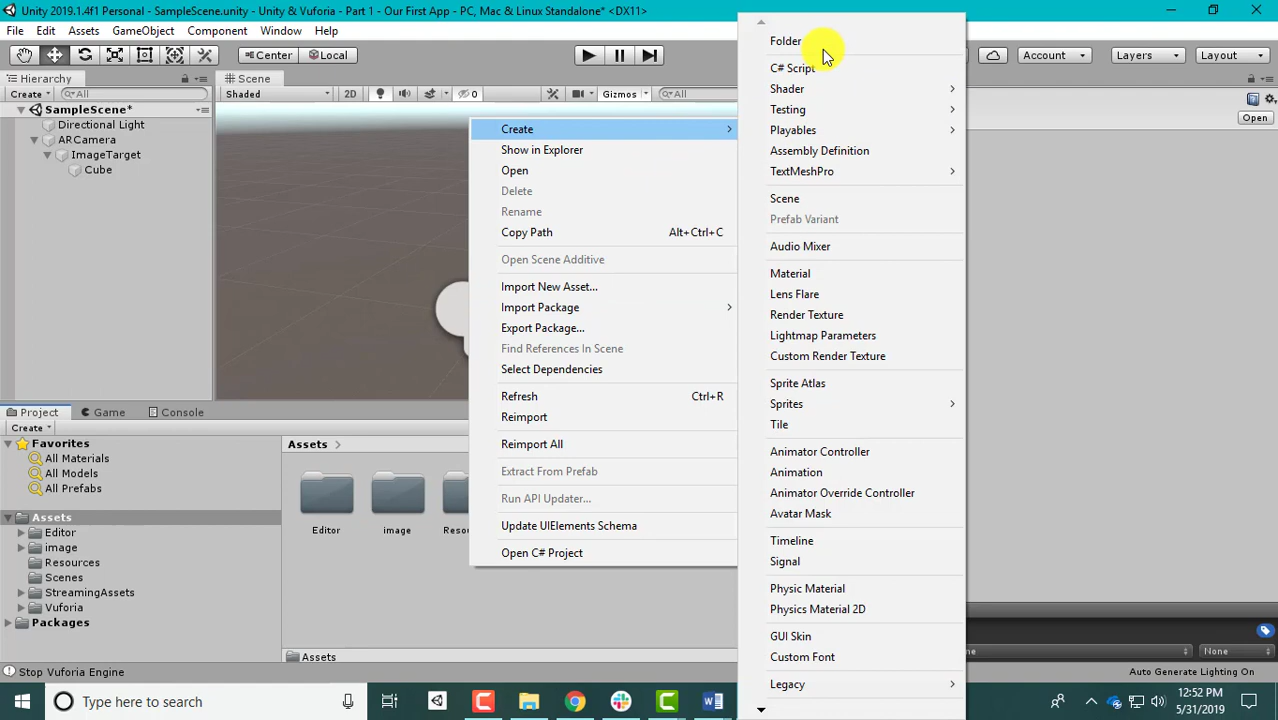 Unity 2019.1.4f1 Personal - SampleScene.unity - Unity & Vuforia - Part 1 - Our First App - PC, Mac & Linux Standalone* <DX11>
File Edit Assets GameObject Component Window Help
Center Local Account Layers Layout
Hierarchy
Create All
SampleScene*
Directional Light
ARCamera
ImageTarget
Cube
Scene
Shaded 2D 0 Gizmos All
Open
Create
Show in Explorer
Open
Delete
Rename
Copy Path Alt+Ctrl+C
Open Scene Additive
Import New Asset...
Import Package
Export Package...
Find References In Scene
Select Dependencies
Refresh Ctrl+R
Reimport
Reimport All
Extract From Prefab
Run API Updater...
Update UIElements Schema
Open C# Project
Folder
C# Script
Shader
Testing
Playables
Assembly Definition
TextMeshPro
Scene
Prefab Variant
Audio Mixer
Material
Lens Flare
Render Texture
Lightmap Parameters
Custom Render Texture
Sprite Atlas
Sprites
Tile
Animator Controller
Animation
Animator Override Controller
Avatar Mask
Timeline
Signal
Physic Material
Physics Material 2D
GUI Skin
Custom Font
Legacy
Project Game Console
Create
Favorites
All Materials
All Models
All Prefabs
Assets
Editor
image
Resources
Scenes
StreamingAssets
Vuforia
Packages
Assets
Editor image Resou
Assets
None
Stop Vuforia Engine
Auto Generate Lighting On
Type here to search
12:52 PM
5/31/2019